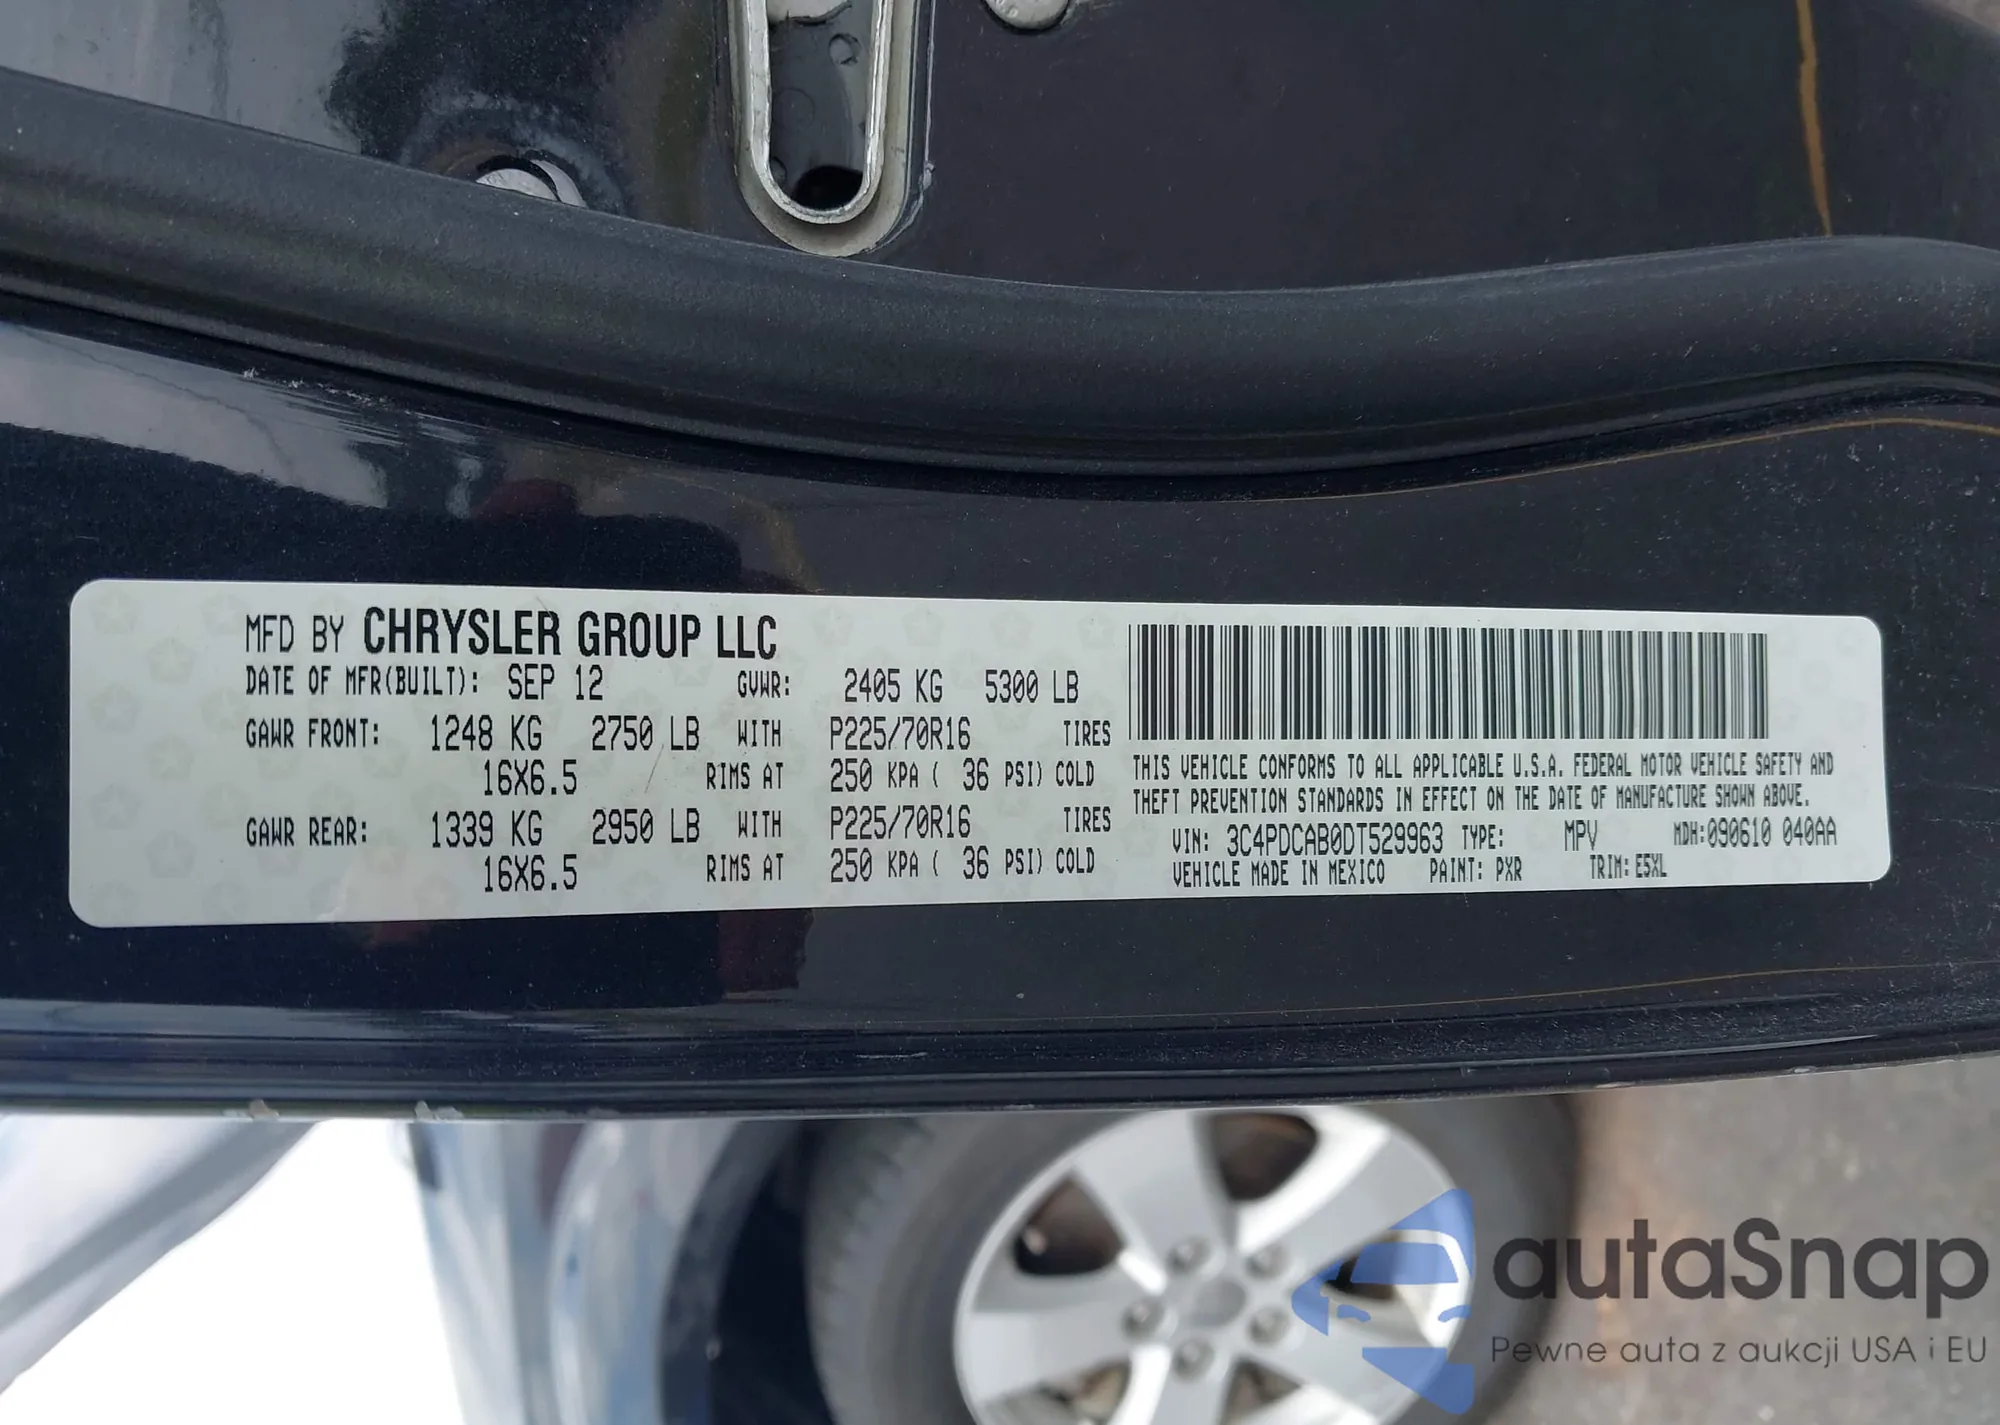 MFD BY CHRYSLER GROUP LLC
DATE OF MFR(BUILT): SEP 12 GVWR: 2405 KG 5300 LB
GAWR FRONT: 1248 KG 2750 LB WITH P225/70R16 TIRES
16X6.5 RIMS AT 250 KPA ( 36 PSI) COLD
GAWR REAR: 1339 KG 2950 LB WITH P225/70R16 TIRES
16X6.5 RIMS AT 250 KPA ( 36 PSI) COLD
THIS VEHICLE CONFORMS TO ALL APPLICABLE U.S.A. FEDERAL MOTOR VEHICLE SAFETY AND
THEFT PREVENTION STANDARDS IN EFFECT ON THE DATE OF MANUFACTURE SHOWN ABOVE.
VIN: 3C4PDCAB0DT529963 TYPE: MPV MDH:090610 040AA
VEHICLE MADE IN MEXICO PAINT: PXR TRIM: E5XL
autaSnap
Pewne auta z aukcji USA i EU